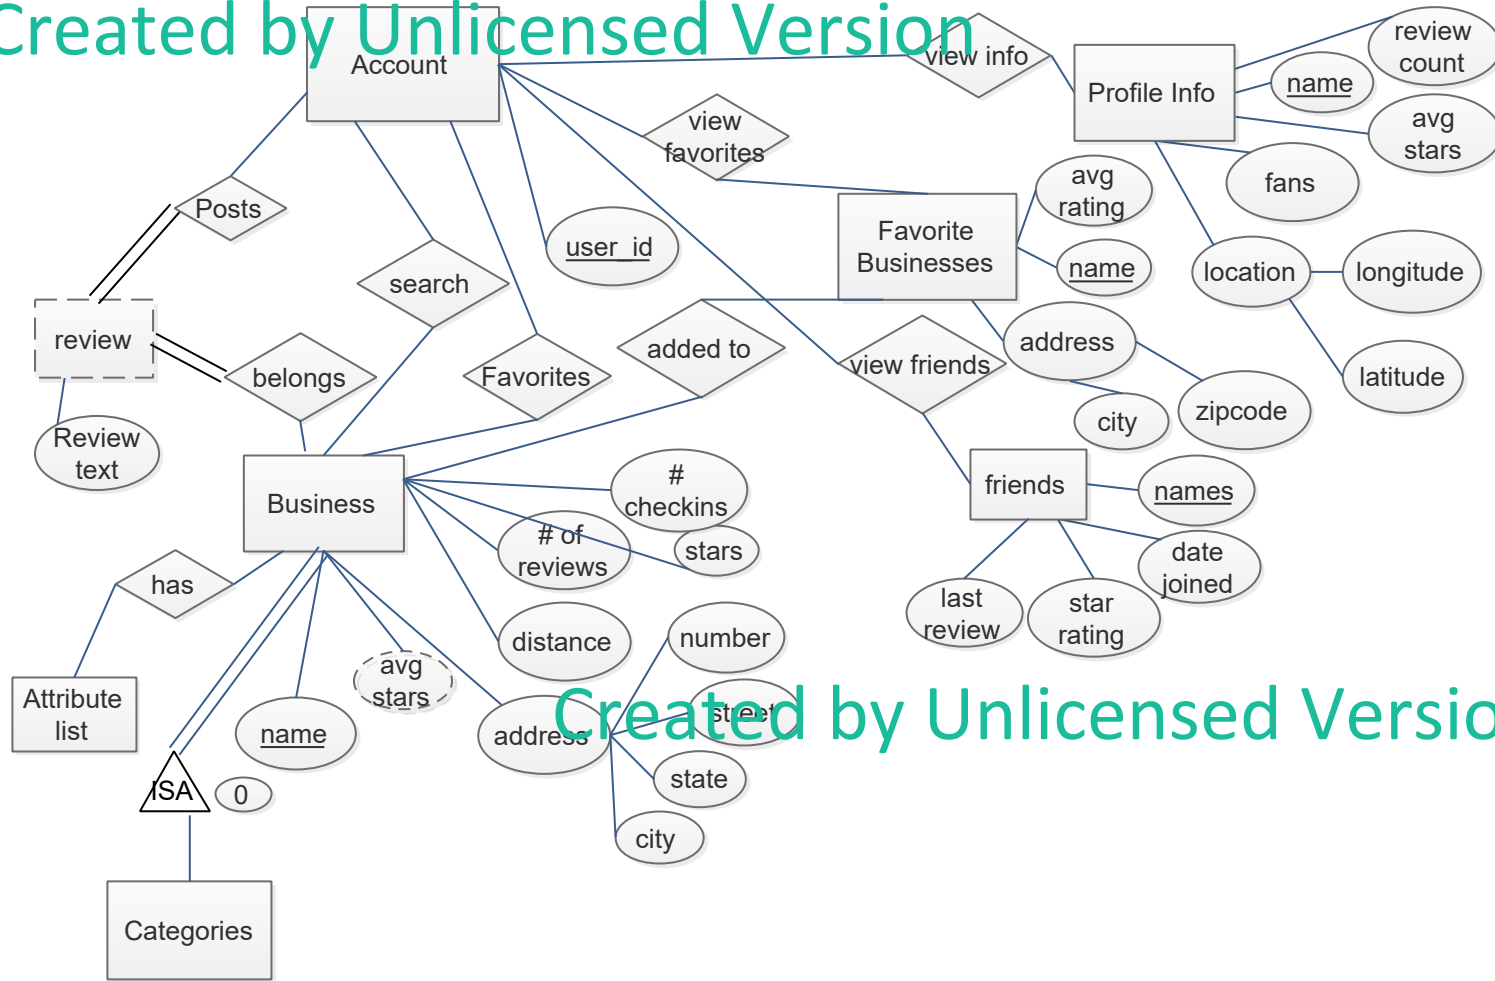 Created by Unlicensed Version
Account
view info
Profile Info
review
count
name
avg
stars
fans
location
longitude
latitude
view
favorites
Posts
user_id
search
Favorite
Businesses
avg
rating
name
address
city
zipcode
review
belongs
Favorites
added to
view friends
Review
text
Business
#
checkins
# of
reviews
stars
friends
names
date
joined
last
review
star
rating
has
distance
number
Attribute
list
avg
stars
name
address
street
Created by Unlicensed Versio
state
ISA
0
city
Categories